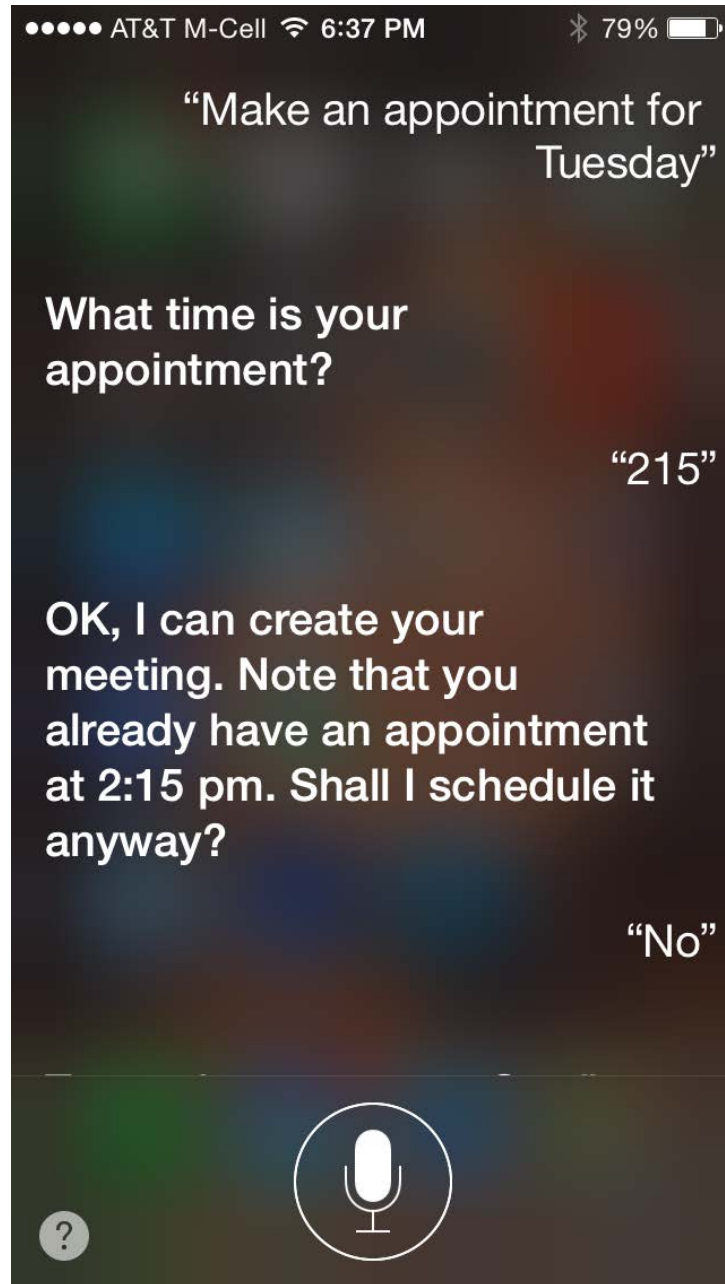 AT&T M-Cell 6:37 PM 79%
“Make an appointment for
Tuesday”
What time is your
appointment?
“215”
OK, I can create your
meeting. Note that you
already have an appointment
at 2:15 pm. Shall I schedule it
anyway?
“No”
?